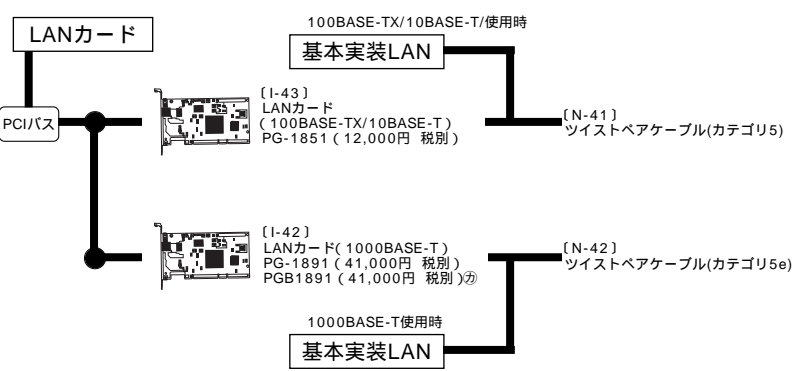 100BASE-TX/10BASE-T/使用時
LANカード
基本実装LAN
PCIバス
〔I-43〕
LANカード
(100BASE-TX/10BASE-T)
PG-1851(12,000円 税別)
〔N-41〕
ツイストペアケーブル(カテゴリ5)
〔I-42〕
LANカード(1000BASE-T)
PG-1891(41,000円 税別)
PGB1891(41,000円 税別)㋕
〔N-42〕
ツイストペアケーブル(カテゴリ5e)
1000BASE-T使用時
基本実装LAN